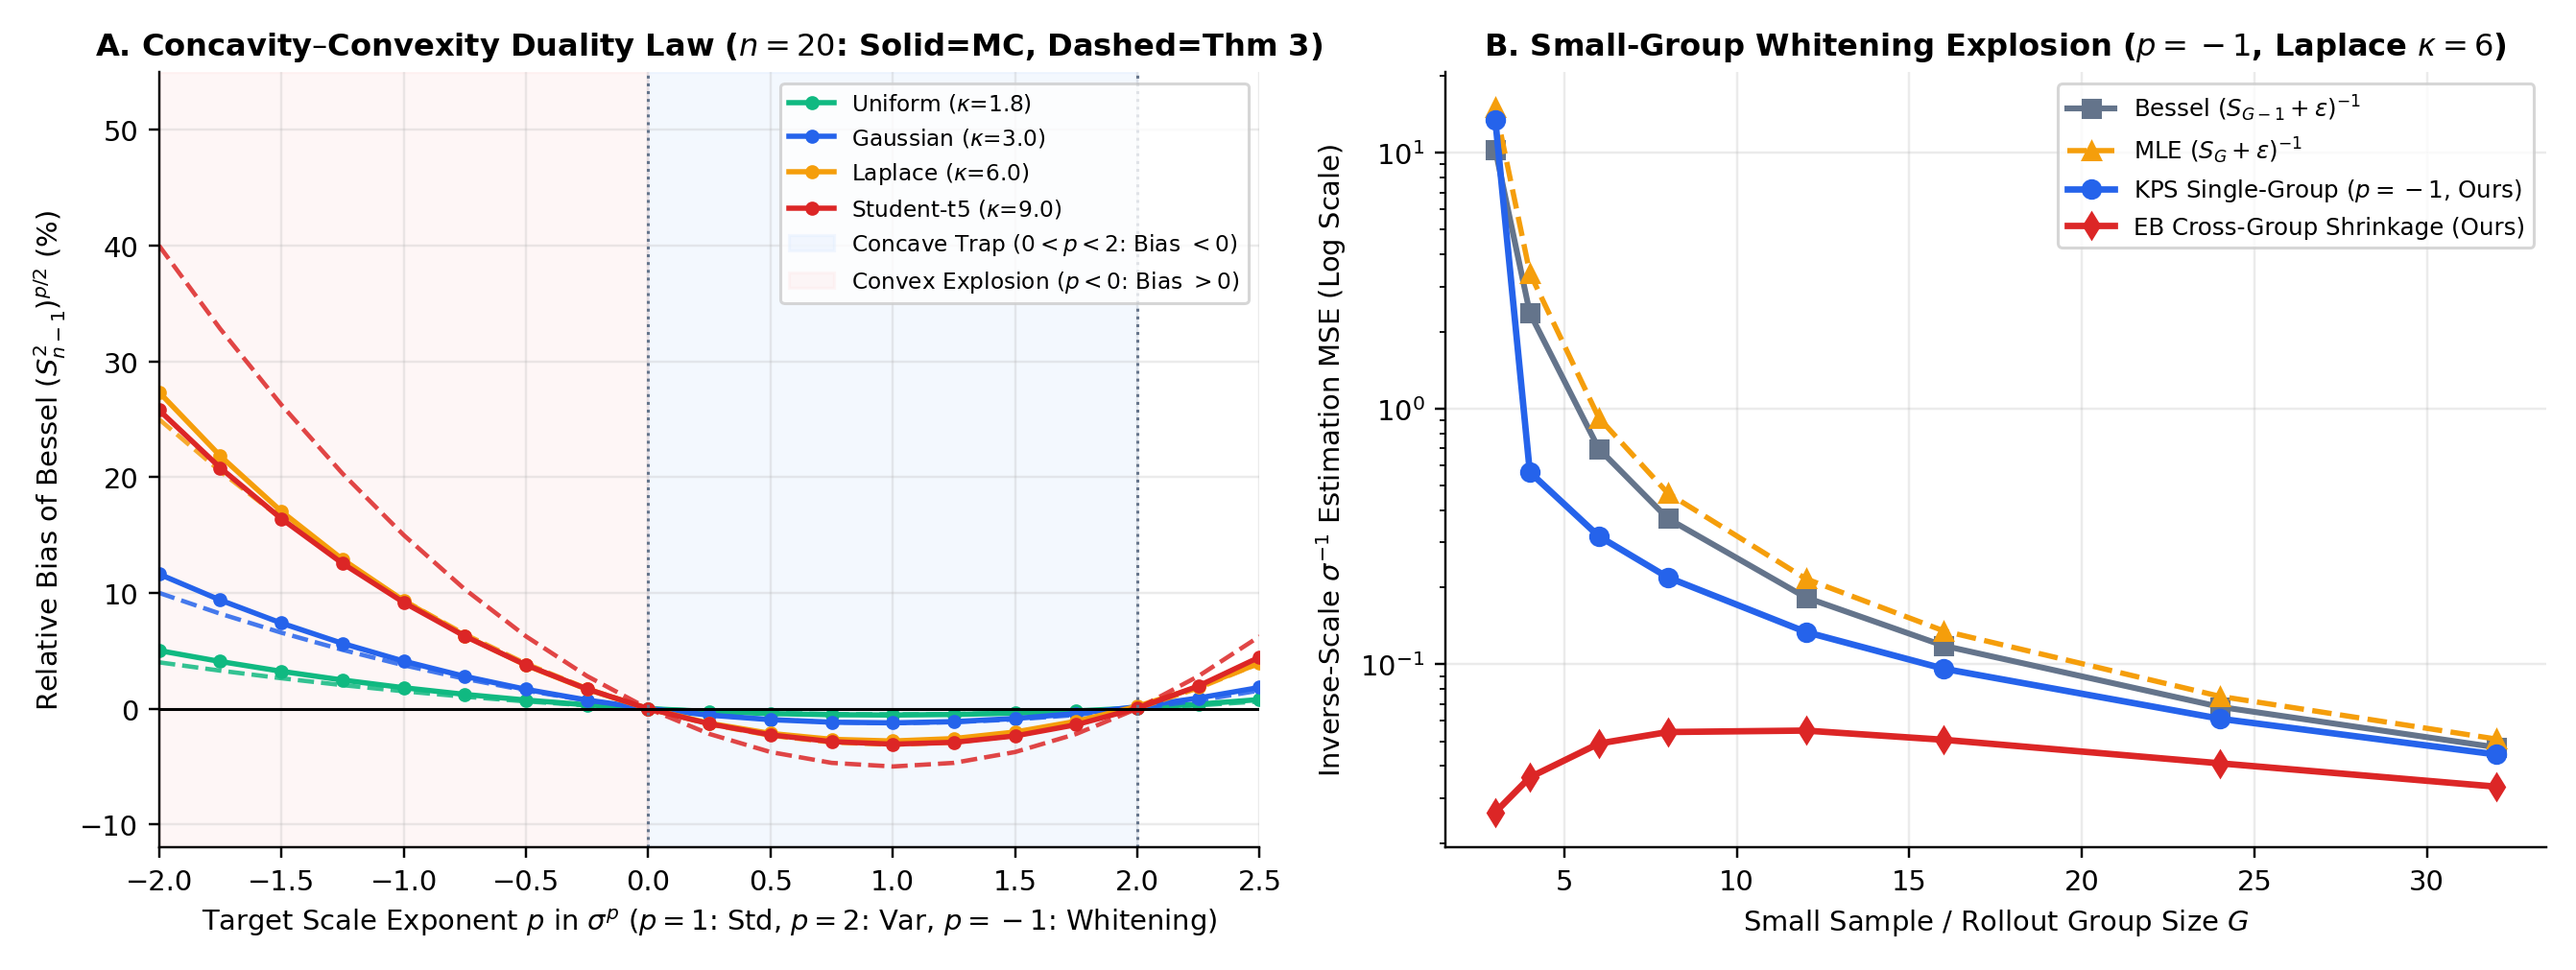 A. Concavity–Convexity Duality Law (n = 20: Solid=MC, Dashed=Thm 3)
Relative Bias of Bessel (S²ₙ₋₁)^{p/2} (%)
50
40
30
20
10
0
−10
Uniform (κ=1.8)
Gaussian (κ=3.0)
Laplace (κ=6.0)
Student-t5 (κ=9.0)
Concave Trap (0 < p < 2: Bias < 0)
Convex Explosion (p < 0: Bias > 0)
−2.0 −1.5 −1.0 −0.5 0.0 0.5 1.0 1.5 2.0 2.5
Target Scale Exponent p in σ^p (p = 1: Std, p = 2: Var, p = −1: Whitening)
B. Small-Group Whitening Explosion (p = −1, Laplace κ = 6)
Inverse-Scale σ⁻¹ Estimation MSE (Log Scale)
10¹
10⁰
10⁻¹
Bessel (S_{G−1} + ε)⁻¹
MLE (S_G + ε)⁻¹
KPS Single-Group (p = −1, Ours)
EB Cross-Group Shrinkage (Ours)
5 10 15 20 25 30
Small Sample / Rollout Group Size G